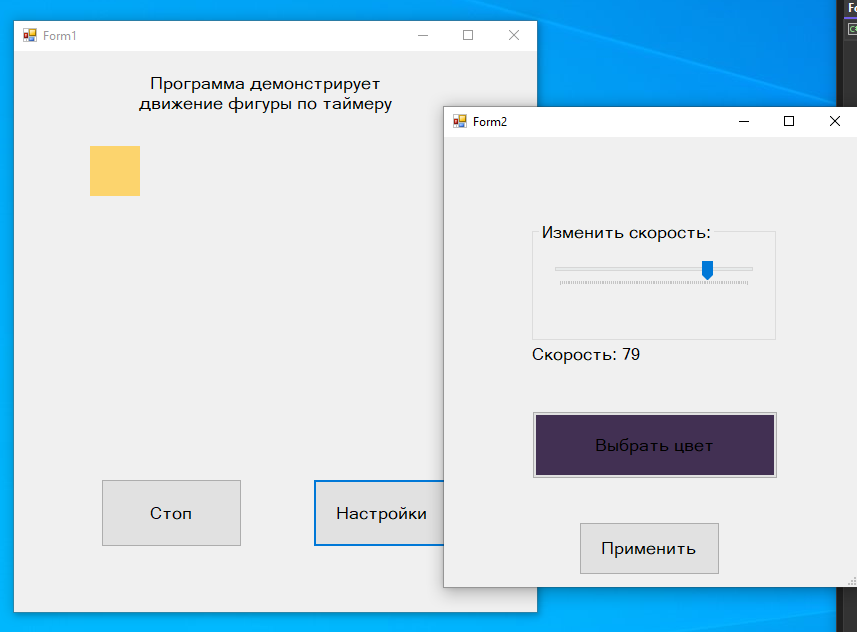 Form1
Программа демонстрирует
движение фигуры по таймеру
Стоп
Настройки
Form2
Изменить скорость:
Скорость: 79
Выбрать цвет
Применить